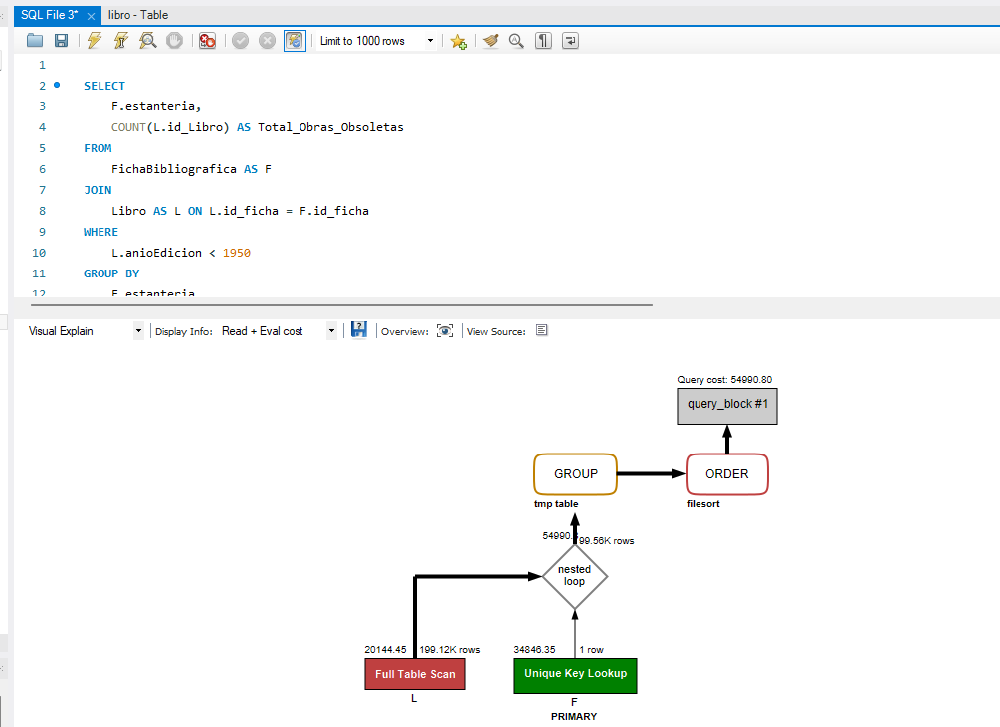 SQL File 3* × libro - Table
Limit to 1000 rows
1
2 SELECT
3 F.estanteria,
4 COUNT(L.id_Libro) AS Total_Obras_Obsoletas
5 FROM
6 FichaBibliografica AS F
7 JOIN
8 Libro AS L ON L.id_ficha = F.id_ficha
9 WHERE
10 L.anioEdicion < 1950
11 GROUP BY
12 F.estanteria
Visual Explain Display Info: Read + Eval cost Overview: View Source:
Query cost: 54990.80
query_block #1
GROUP ORDER
tmp table filesort
54990. 99.56K rows
nested
loop
20144.45 199.12K rows 34846.35 1 row
Full Table Scan Unique Key Lookup
L F
PRIMARY